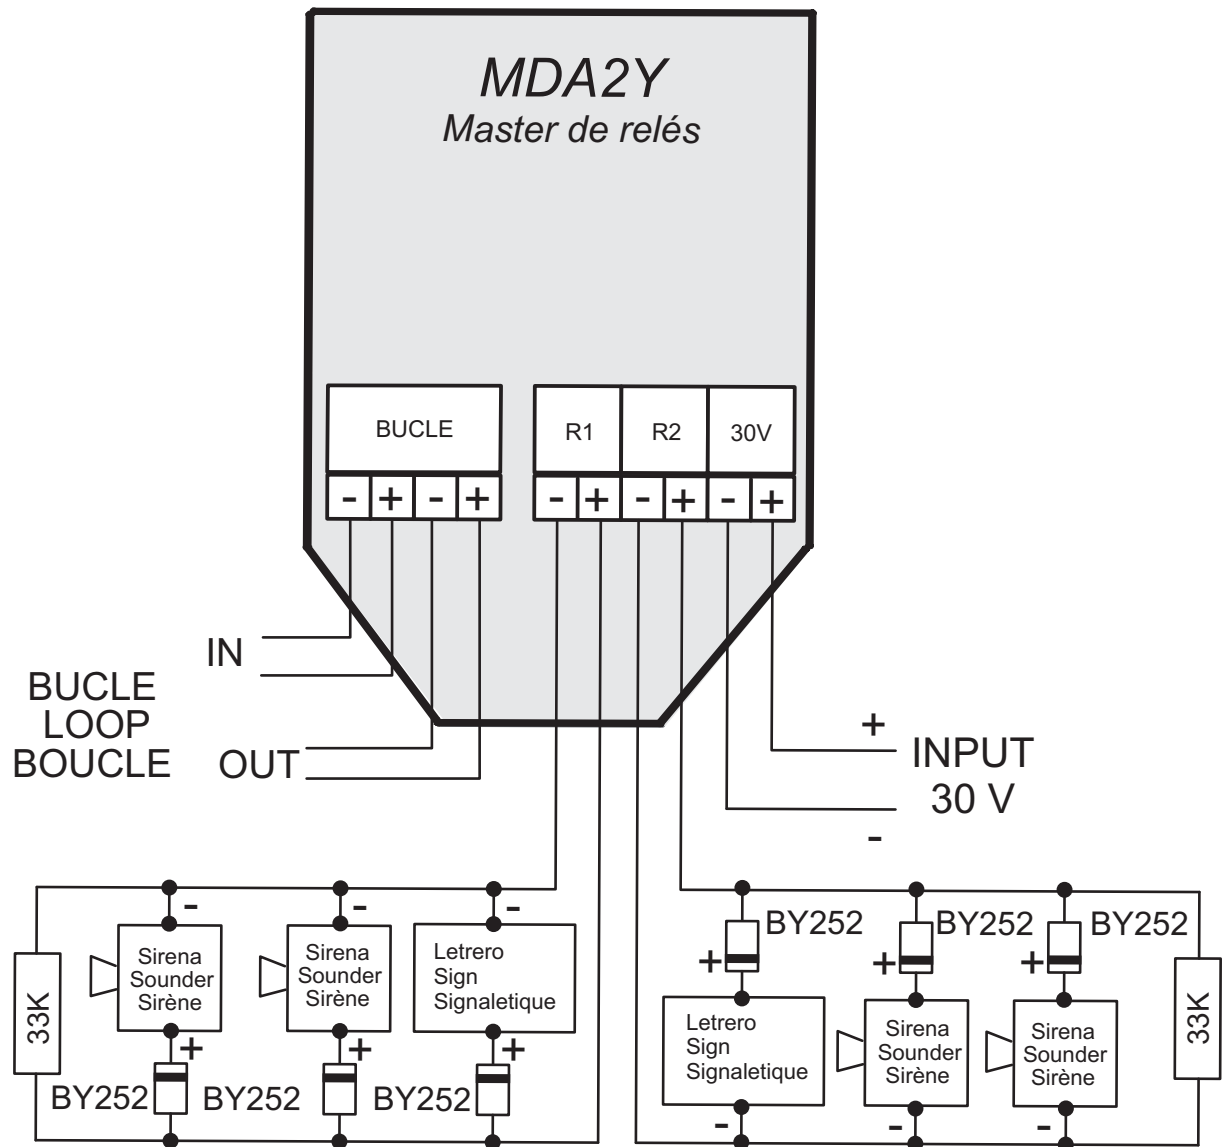 MDA2Y
Master de relés
BUCLE
R1
R2
30V
- + - +
- + - + - +
IN
BUCLE
LOOP
BOUCLE
OUT
+
INPUT
30 V
-
-
-
-
Sirena
Sounder
Sirène
Sirena
Sounder
Sirène
Letrero
Sign
Signaletique
33K
+
+
+
BY252
BY252
BY252
BY252
BY252
BY252
+
+
+
Letrero
Sign
Signaletique
Sirena
Sounder
Sirène
Sirena
Sounder
Sirène
33K
-
-
-